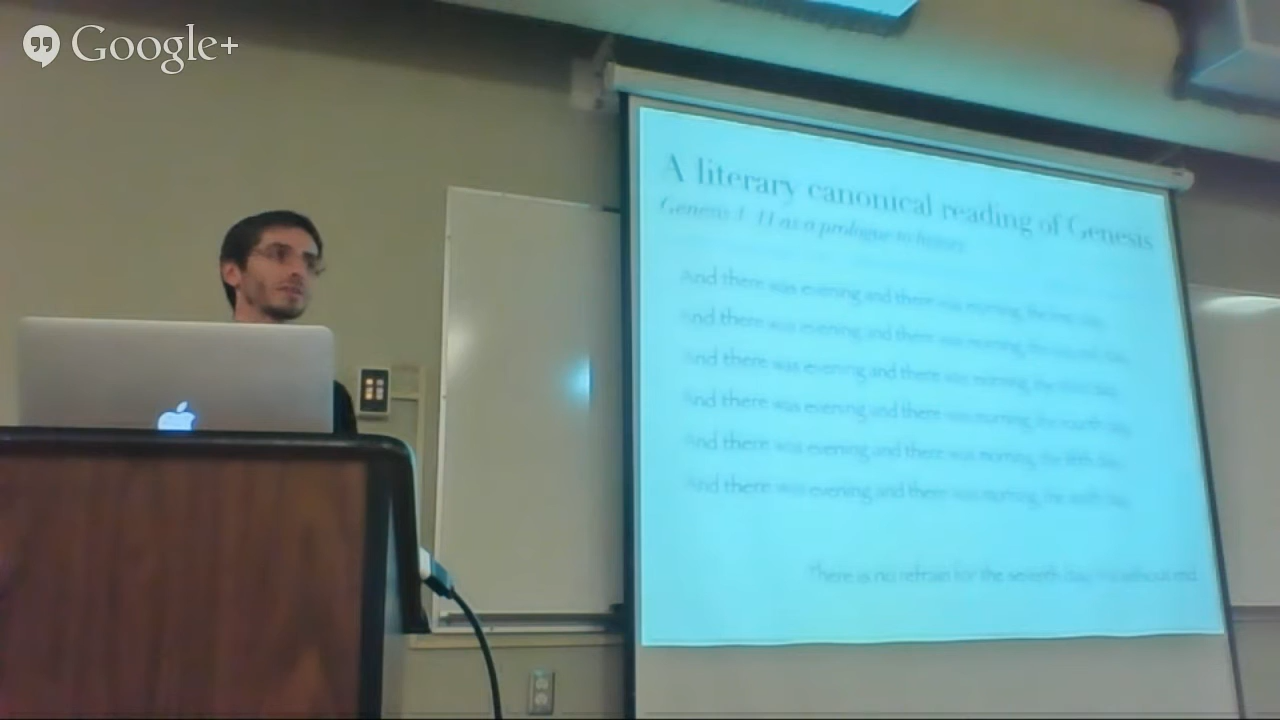 Google+
A literary canonical reading of Genesis
Genesis 1-11 as a prologue to history
And there was evening and there was morning, the first day.
And there was evening and there was morning, the second day.
And there was evening and there was morning, the third day.
And there was evening and there was morning, the fourth day.
And there was evening and there was morning, the fifth day.
And there was evening and there was morning, the sixth day.
There is no refrain for the seventh day, without end.